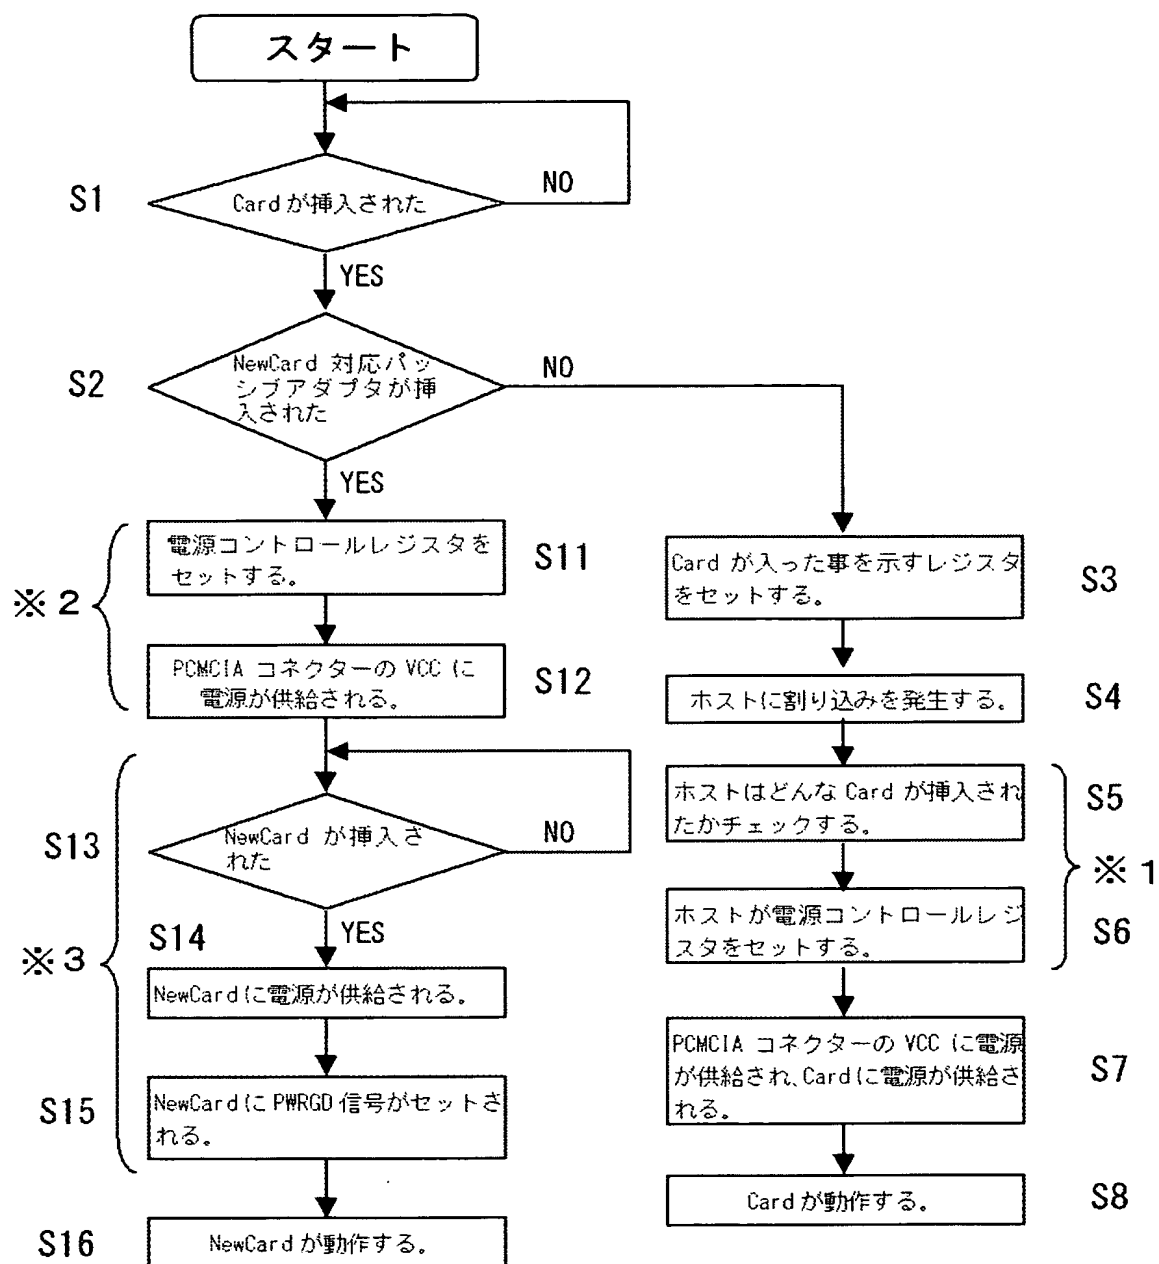 スタート
S1
Cardが挿入された
NO
YES
S2
NewCard 対応パッ
シブアダプタが挿
入された
NO
YES
※2
電源コントロールレジスタを
セットする。
S11
PCMCIA コネクターの VCC に
電源が供給される。
S12
※3
S13
NewCard が挿入さ
れた
NO
YES
S14
NewCardに電源が供給される。
S15
NewCardに PWRGD 信号がセットさ
れる。
S16
NewCard が動作する。
Card が入った事を示すレジスタ
をセットする。
S3
ホストに割り込みを発生する。
S4
ホストはどんな Card が挿入され
たかチェックする。
S5
※1
ホストが電源コントロールレジ
スタをセットする。
S6
PCMCIA コネクターの VCC に電源
が供給され、Cardに電源が供給さ
れる。
S7
Card が動作する。
S8